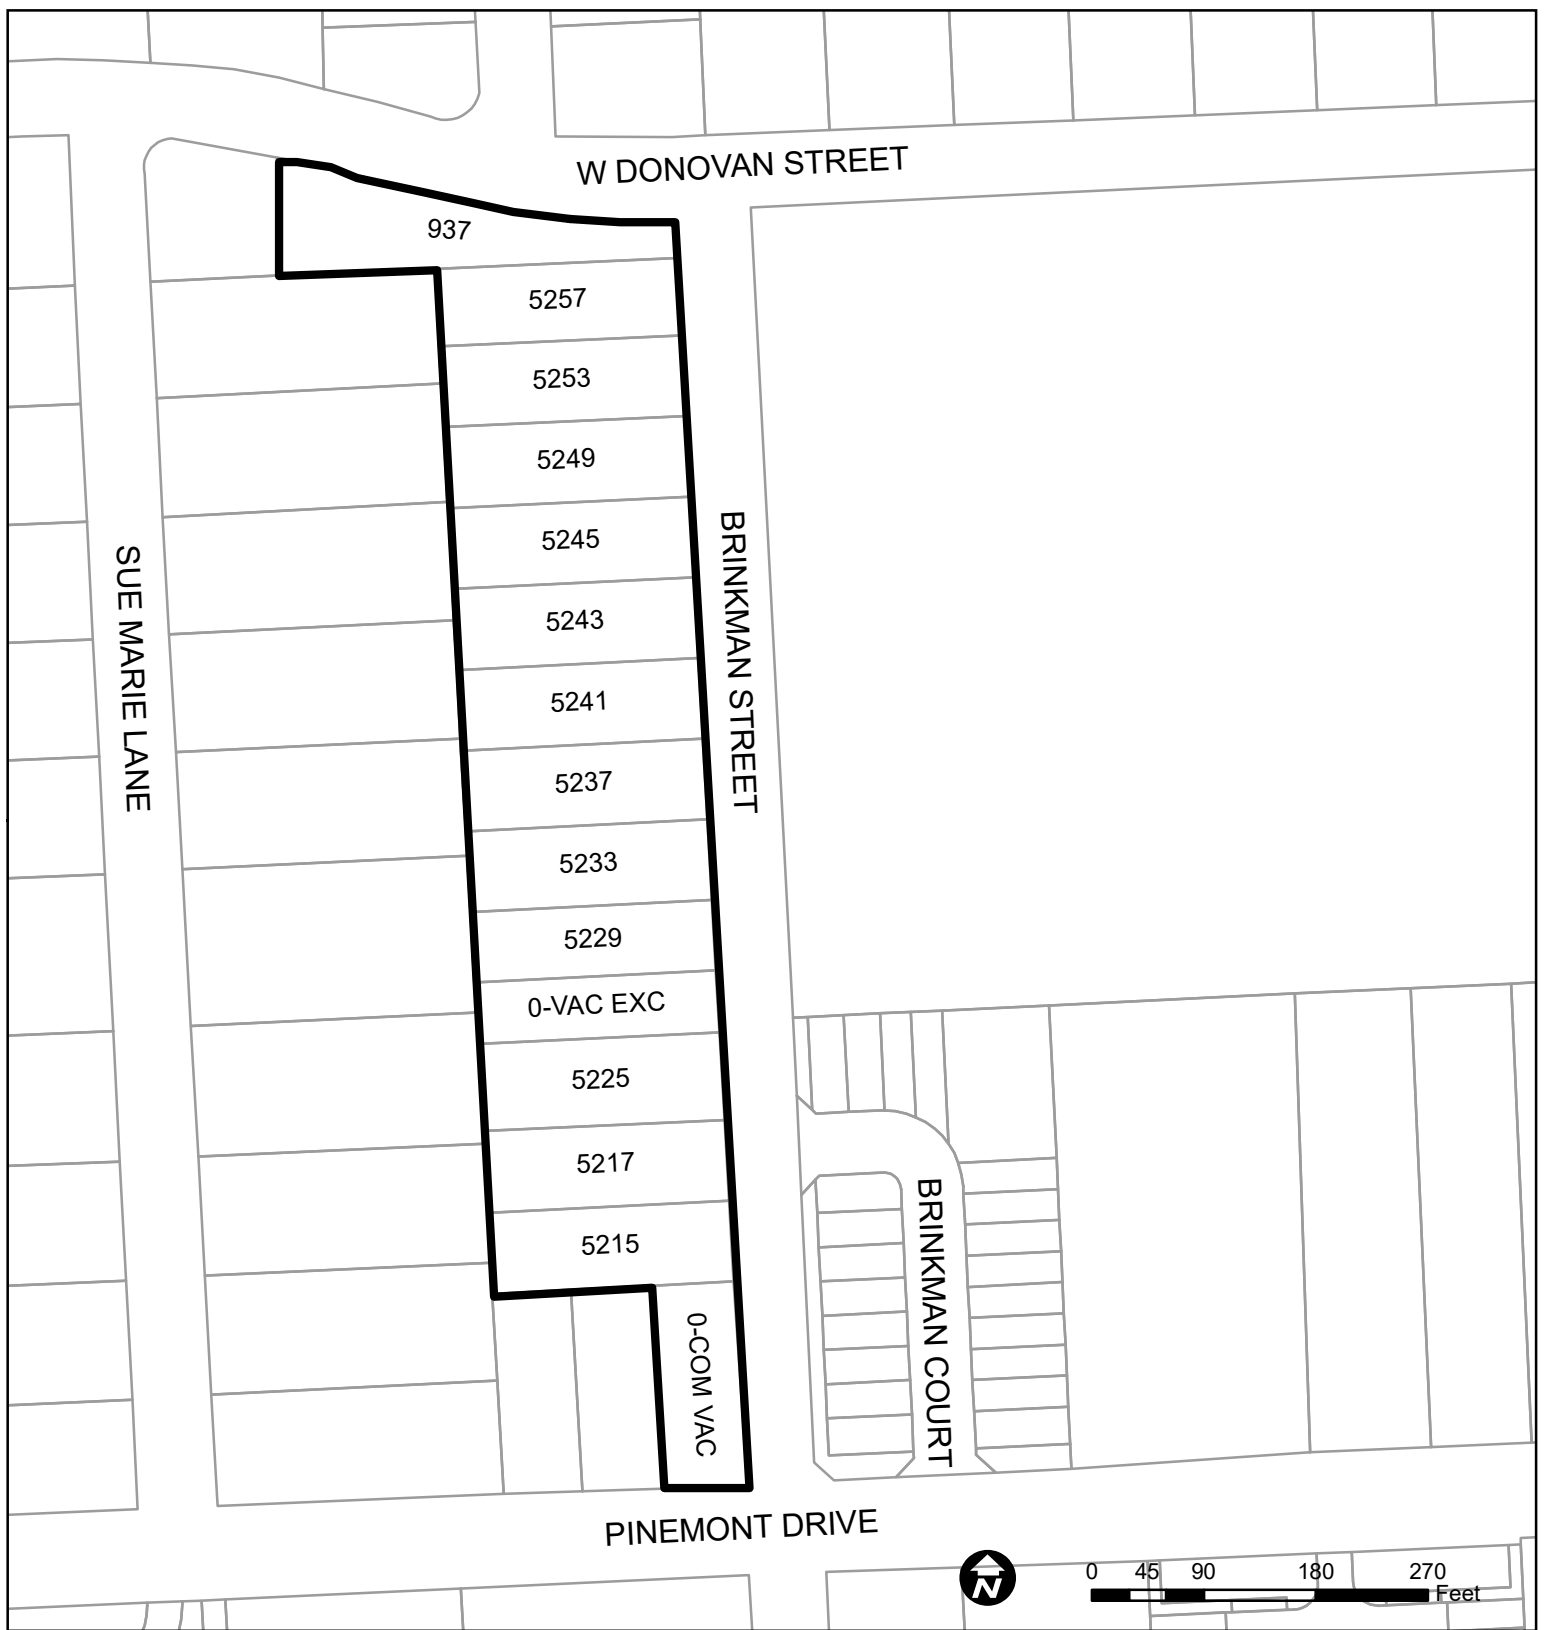 W DONOVAN STREET
937
5257
5253
5249
5245
5243
5241
5237
5233
5229
0-VAC EXC
5225
5217
5215
0-COM VAC
SUE MARIE LANE
BRINKMAN STREET
BRINKMAN COURT
PINEMONT DRIVE
N
0 45 90 180 270
Feet